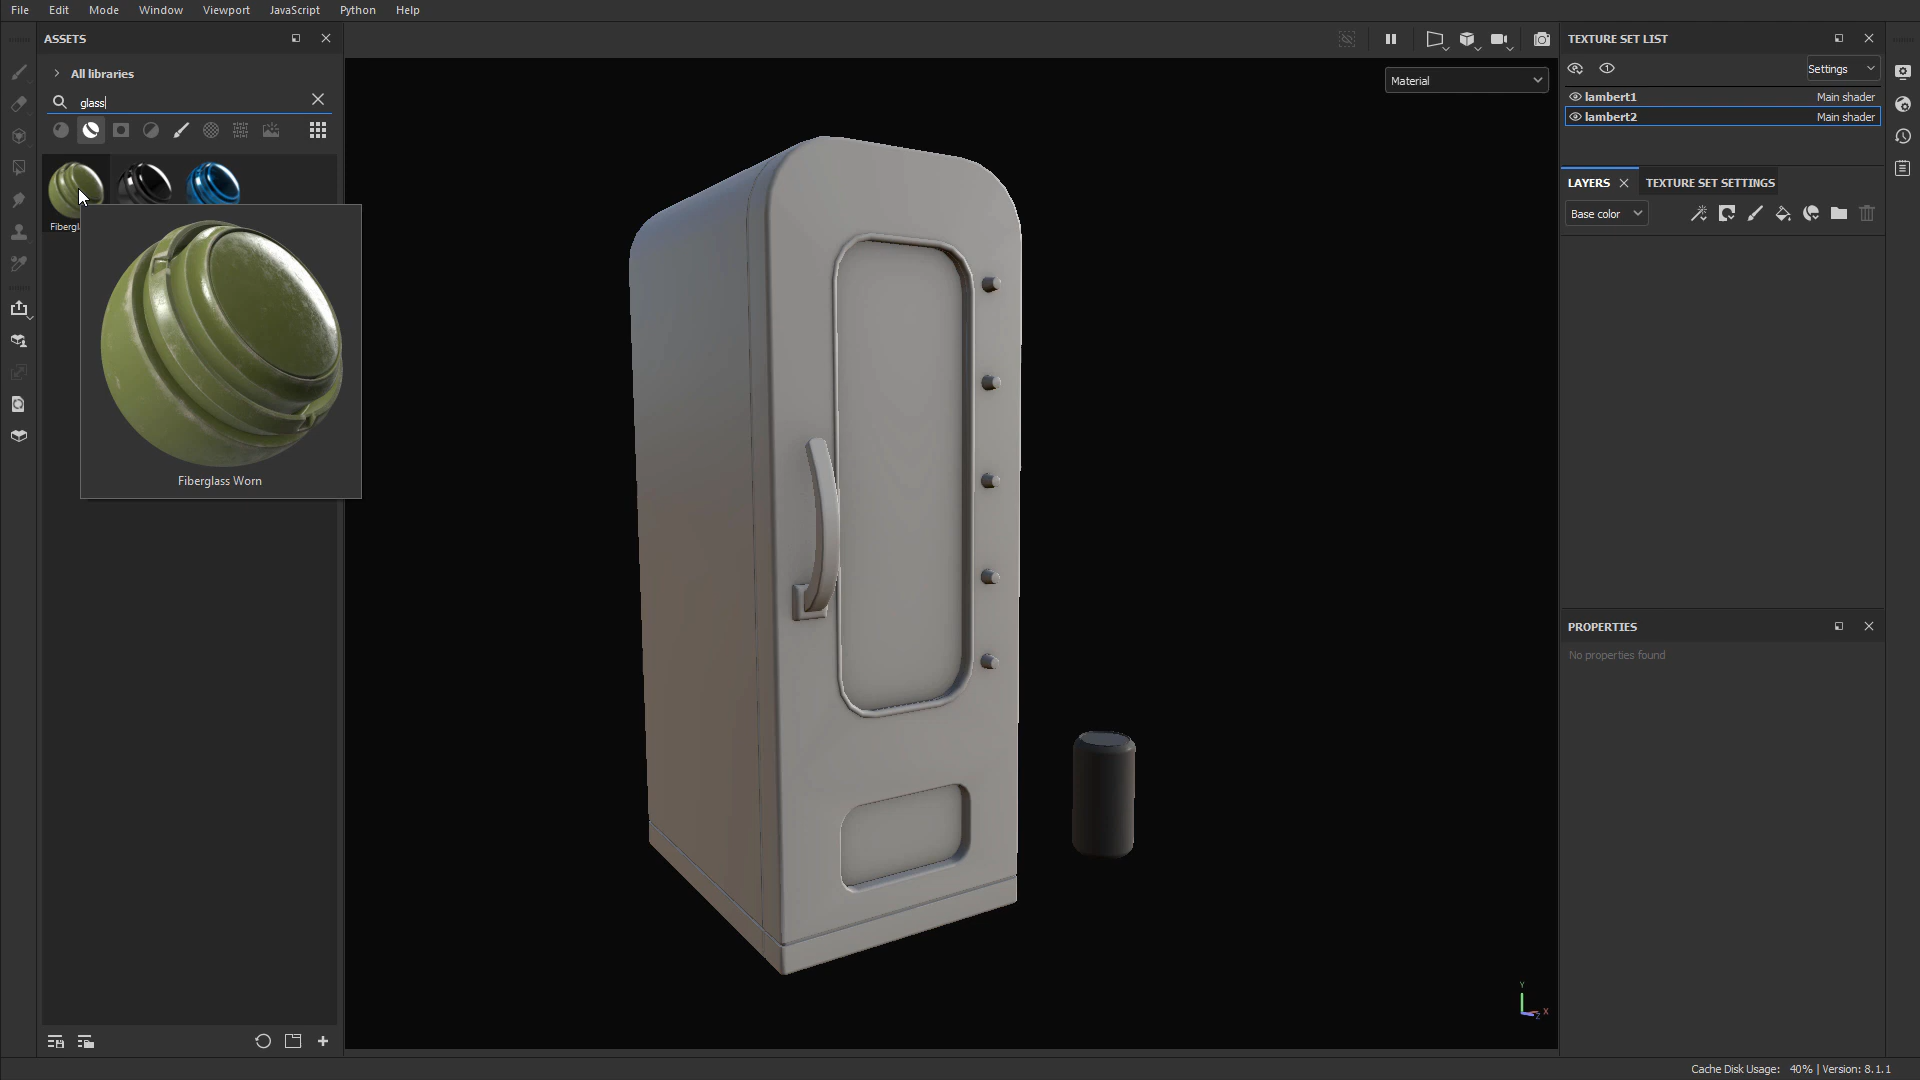 File Edit Mode Window Viewport JavaScript Python Help
ASSETS
All libraries
glass
Fibergl
Fiberglass Worn
Material
Y
X
Z
TEXTURE SET LIST
Settings
lambert1 Main shader
lambert2 Main shader
LAYERS TEXTURE SET SETTINGS
Base color
PROPERTIES
No properties found
Cache Disk Usage: 40% | Version: 8.1.1